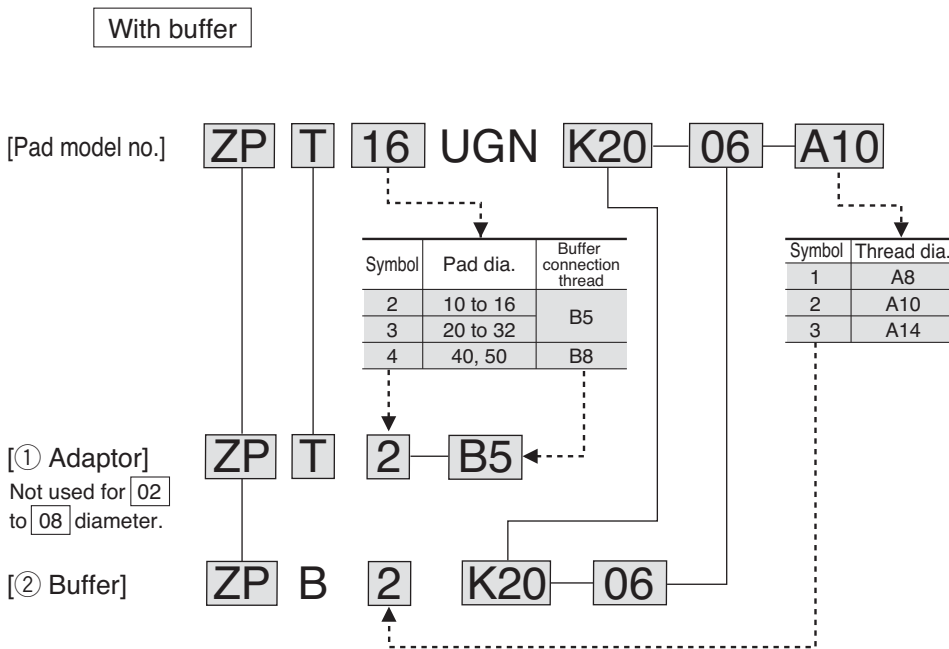 With buffer
[Pad model no.] ZP T 16 UGN K20 06 A10
Symbol Pad dia. Buffer connection thread
2 10 to 16 B5
3 20 to 32
4 40, 50 B8
Symbol Thread dia.
1 A8
2 A10
3 A14
[① Adaptor] ZP T 2 B5
Not used for 02
to 08 diameter.
[② Buffer] ZP B 2 K20 06